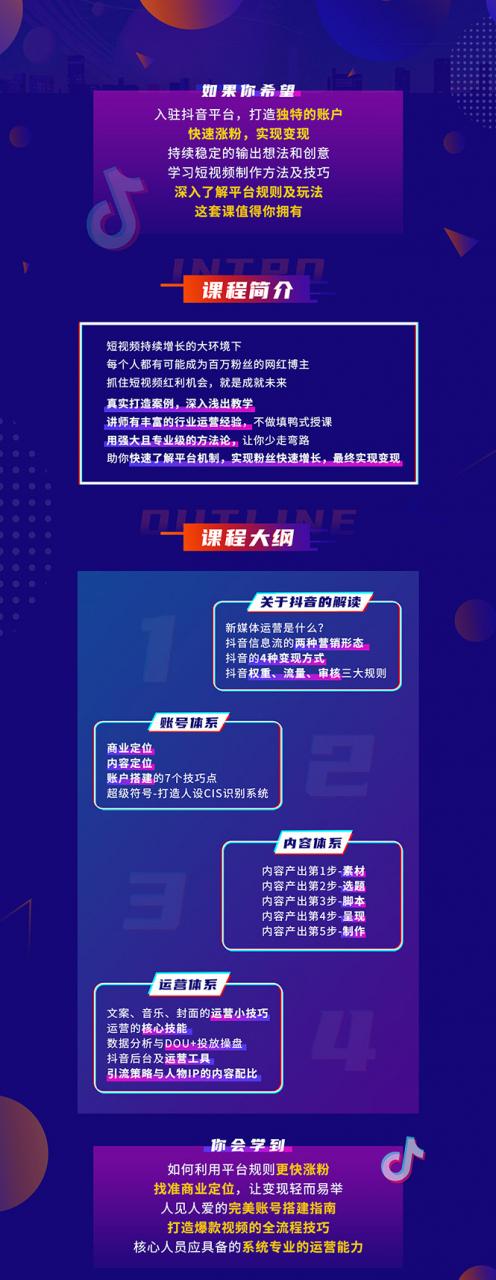 如果你希望
入驻抖音平台，打造独特的账户
快速涨粉，实现变现
持续稳定的输出想法和创意
学习短视频制作方法及技巧
深入了解平台规则及玩法
这套课值得你拥有
INTRO
课程简介
短视频持续增长的大环境下
每个人都有可能成为百万粉丝的网红博主
抓住短视频红利机会，就是成就未来
真实打造案例，深入浅出教学
讲师有丰富的行业运营经验，不做填鸭式授课
用强大且专业级的方法论，让你少走弯路
助你快速了解平台机制，实现粉丝快速增长，最终实现变现
OUTLINE
课程大纲
1
关于抖音的解读
新媒体运营是什么？
抖音信息流的两种营销形态
抖音的4种变现方式
抖音权重、流量、审核三大规则
2
账号体系
商业定位
内容定位
账户搭建的7个技巧点
超级符号-打造人设CIS识别系统
3
内容体系
内容产出第1步-素材
内容产出第2步-选题
内容产出第3步-脚本
内容产出第4步-呈现
内容产出第5步-制作
4
运营体系
文案、音乐、封面的运营小技巧
运营的核心技能
数据分析与DOU+投放操盘
抖音后台及运营工具
引流策略与人物IP的内容配比
你会学到
如何利用平台规则更快涨粉
找准商业定位，让变现轻而易举
人见人爱的完美账号搭建指南
打造爆款视频的全流程技巧
核心人员应具备的系统专业的运营能力